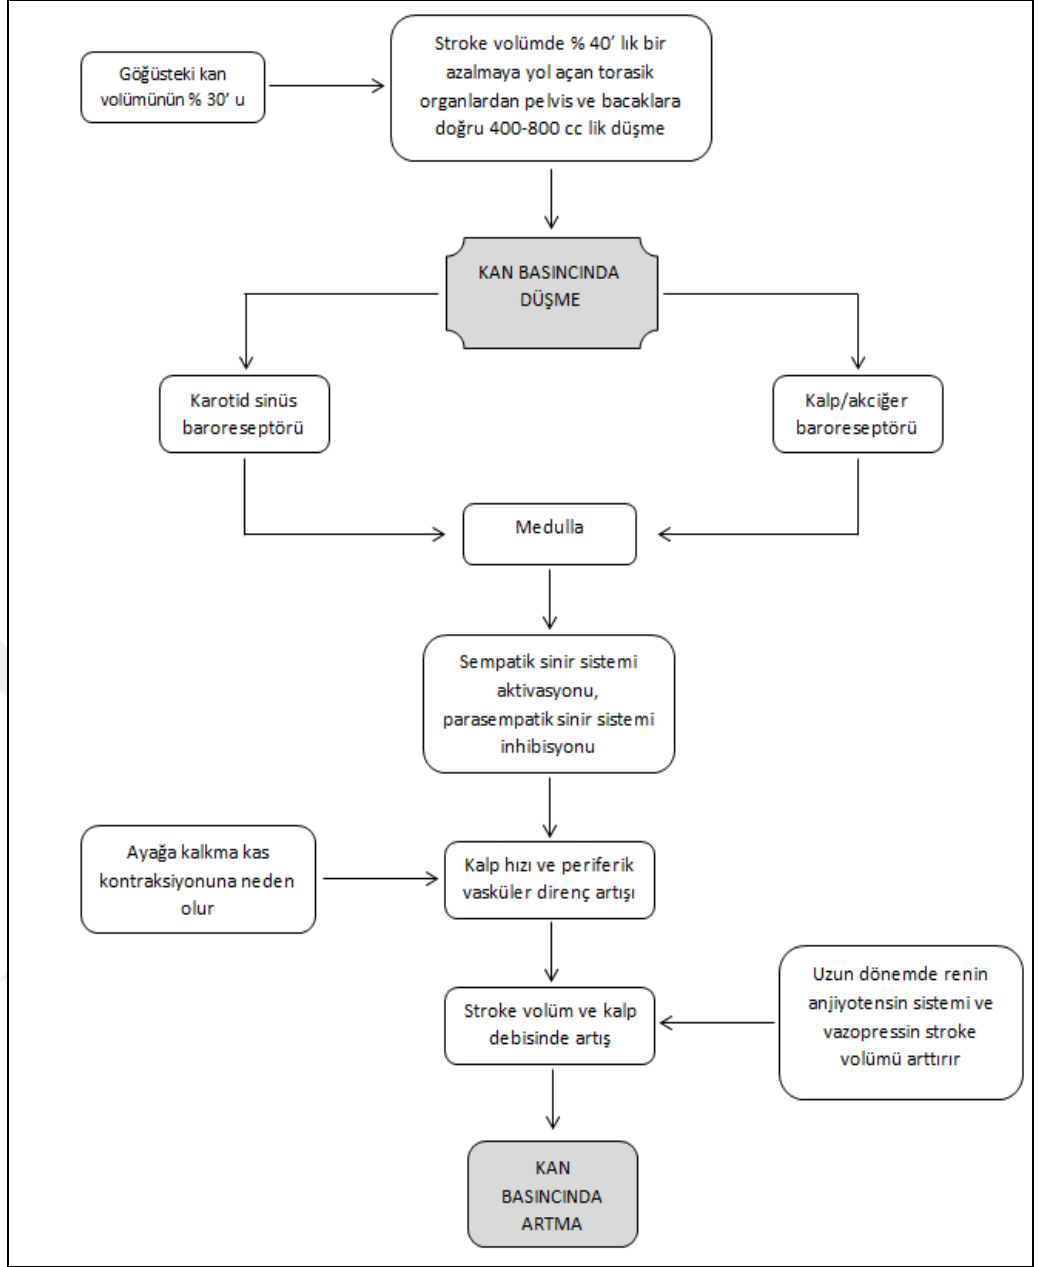 Göğüsteki kan
volümünün % 30’ u
Stroke volümde % 40’ lık bir
azalmaya yol açan torasik
organlardan pelvis ve bacaklara
doğru 400-800 cc lik düşme
KAN BASINCINDA
DÜŞME
Karotid sinüs
baroreseptörü
Kalp/akciğer
baroreseptörü
Medulla
Sempatik sinir sistemi
aktivasyonu,
parasempatik sinir sistemi
inhibisyonu
Ayağa kalkma kas
kontraksiyonuna neden
olur
Kalp hızı ve periferik
vasküler direnç artışı
Stroke volüm ve kalp
debisinde artış
Uzun dönemde renin
anjiyotensin sistemi ve
vazopressin stroke
volümü arttırır
KAN
BASINCINDA
ARTMA